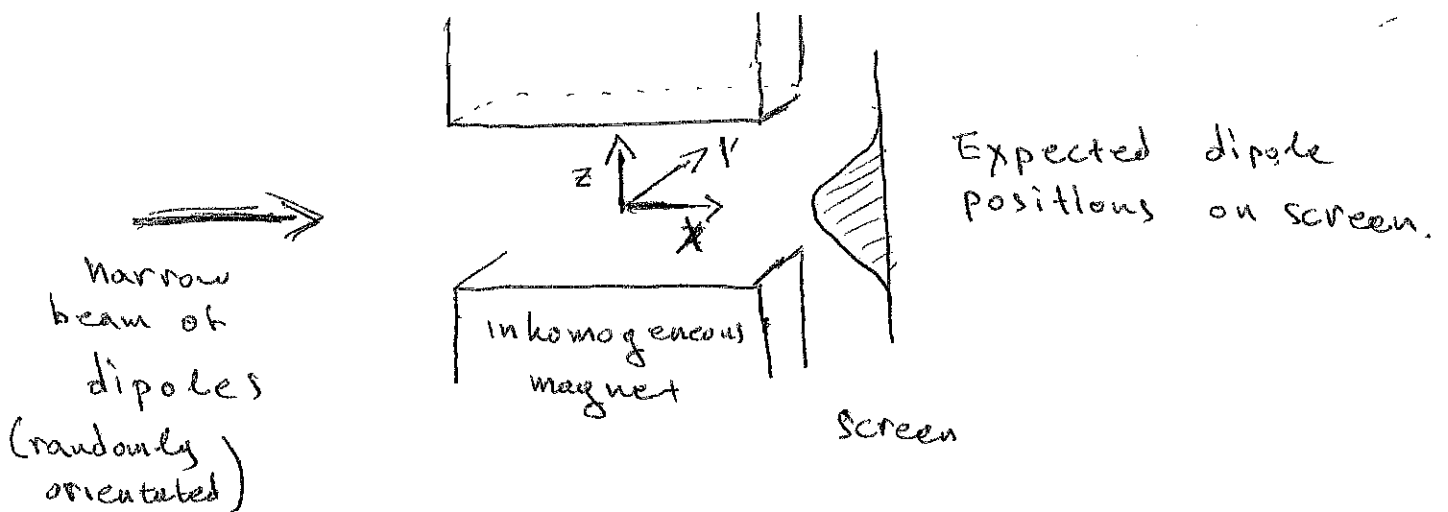 narrow
beam of
dipoles
(randomly
orientated)
z
Y
X
inhomogeneous
magnet
screen
Expected dipole
positions on screen.